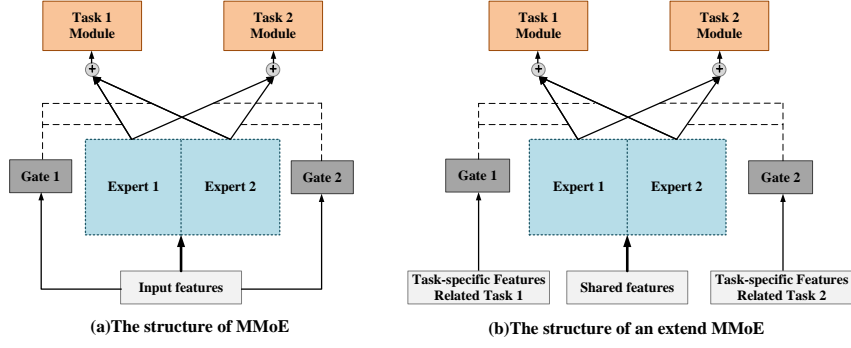 Task 1
Module
Task 2
Module
+
+
Gate 1
Expert 1
Expert 2
Gate 2
Input features
(a)The structure of MMoE
Task 1
Module
Task 2
Module
+
+
Gate 1
Expert 1
Expert 2
Gate 2
Task-specific Features
Related Task 1
Shared features
Task-specific Features
Related Task 2
(b)The structure of an extend MMoE